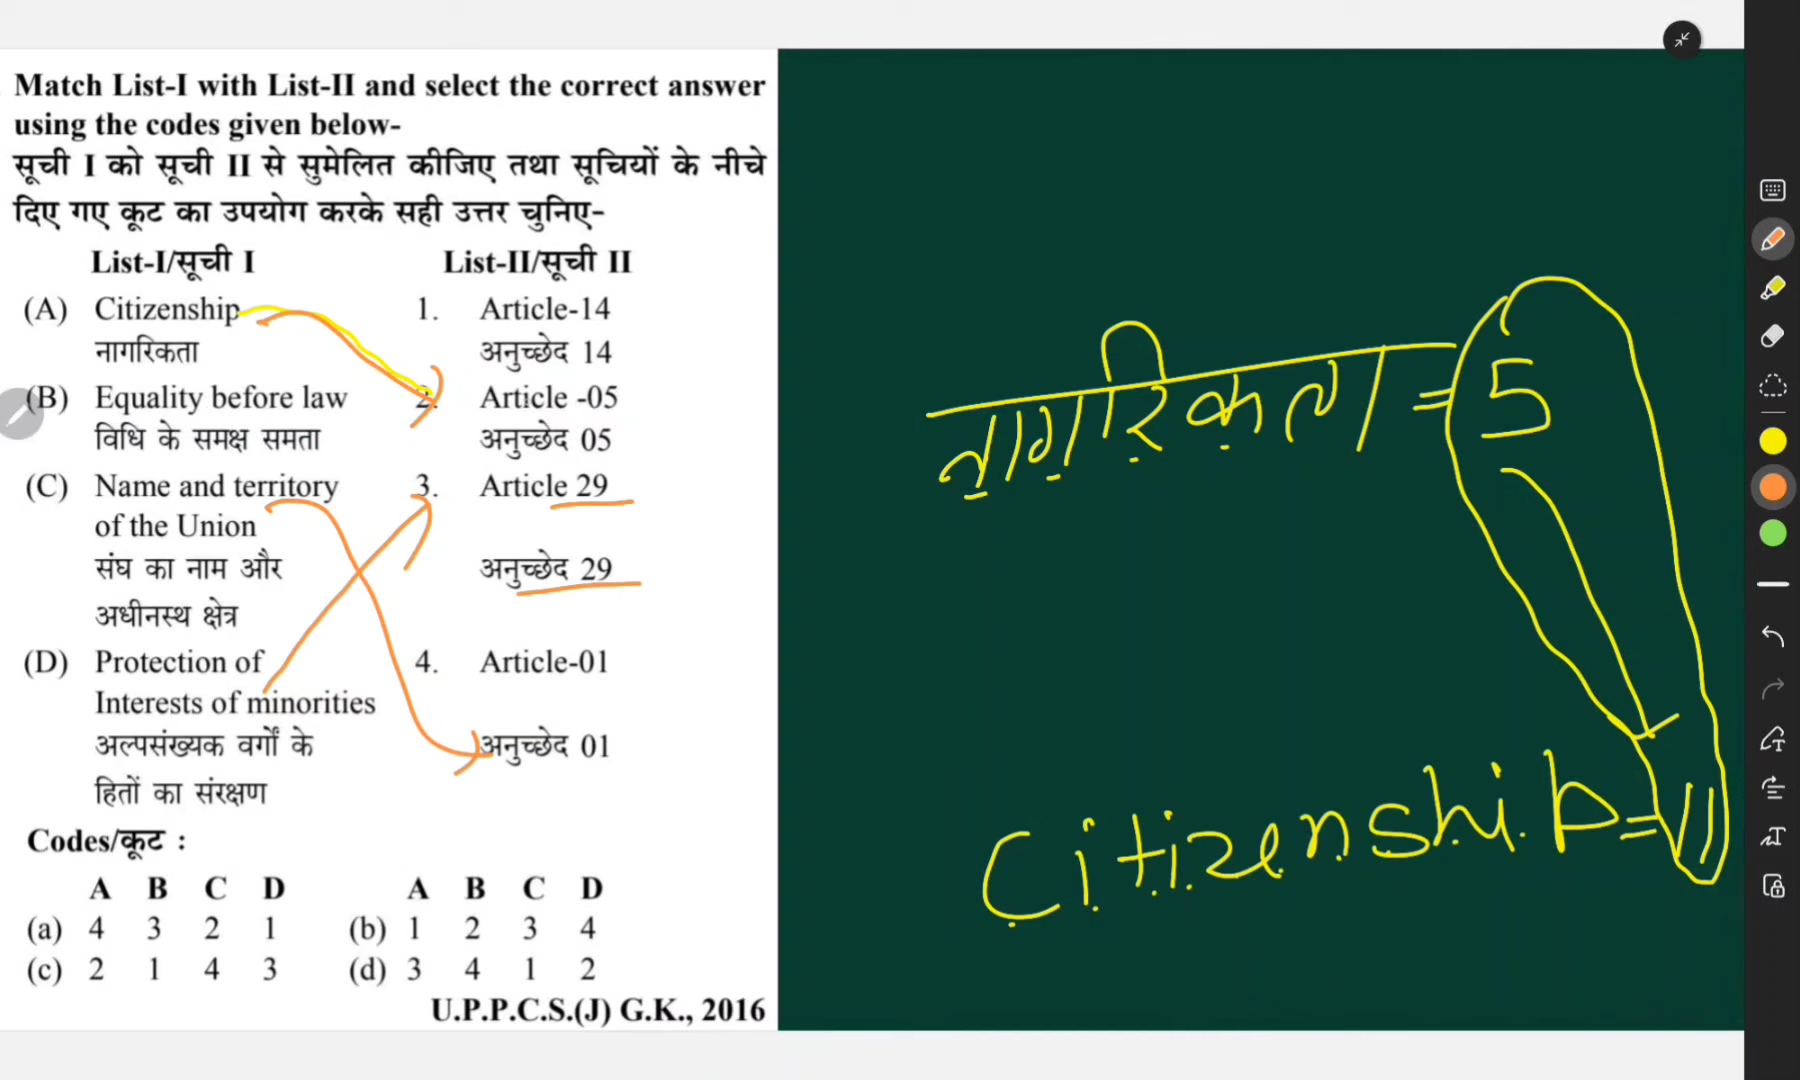 Match List-I with List-II and select the correct answer
using the codes given below-
सूची I को सूची II से सुमेलित कीजिए तथा सूचियों के नीचे
दिए गए कूट का उपयोग करके सही उत्तर चुनिए-
List-I/सूची I List-II/सूची II
(A) Citizenship 1. Article-14
नागरिकता अनुच्छेद 14
(B) Equality before law 2. Article -05
विधि के समक्ष समता अनुच्छेद 05
(C) Name and territory 3. Article 29
of the Union
संघ का नाम और अनुच्छेद 29
अधीनस्थ क्षेत्र
(D) Protection of 4. Article-01
Interests of minorities
अल्पसंख्यक वर्गों के अनुच्छेद 01
हितों का संरक्षण
Codes/कूट :
A B C D A B C D
(a) 4 3 2 1 (b) 1 2 3 4
(c) 2 1 4 3 (d) 3 4 1 2
U.P.P.C.S.(J) G.K., 2016
नागरिकता = 5
Citizenship = 11